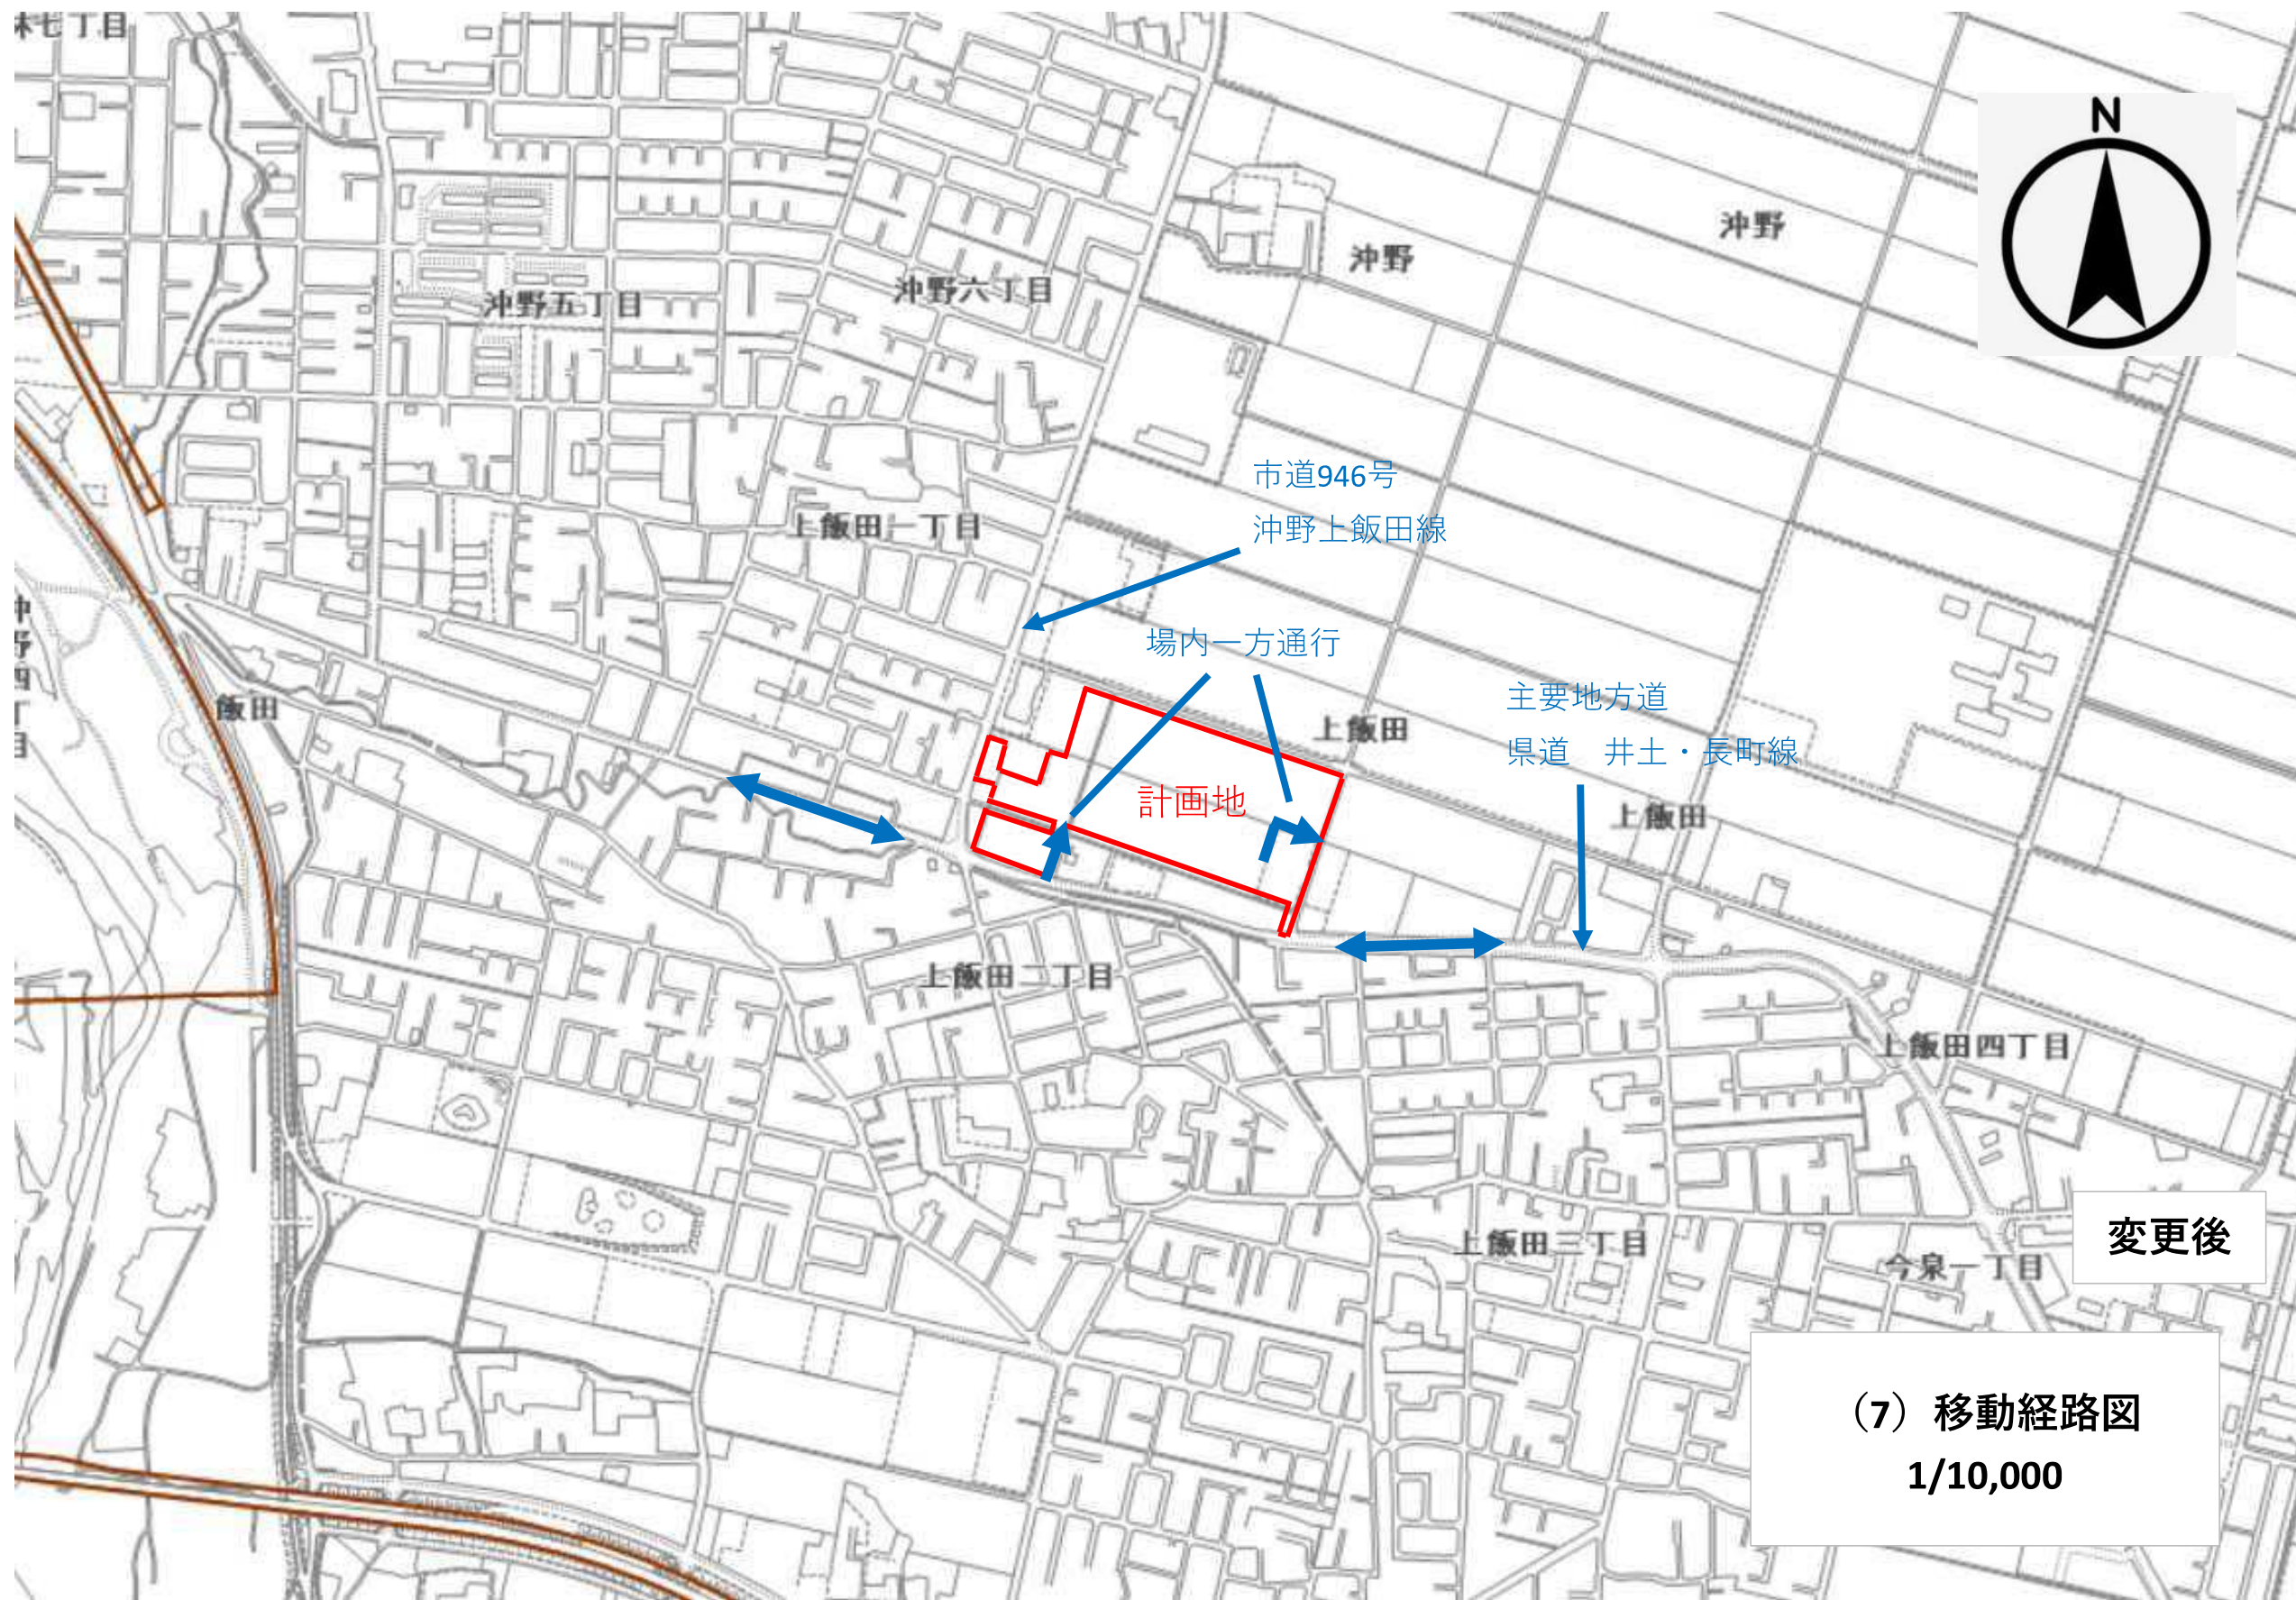 N
沖野
沖野
沖野五丁目
沖野六丁目
市道946号
沖野上飯田線
上飯田一丁目
場内一方通行
飯田
主要地方道
県道　井土・長町線
上飯田
計画地
上飯田
上飯田二丁目
上飯田四丁目
上飯田三丁目
今泉一丁目
変更後
（7）移動経路図
1/10,000